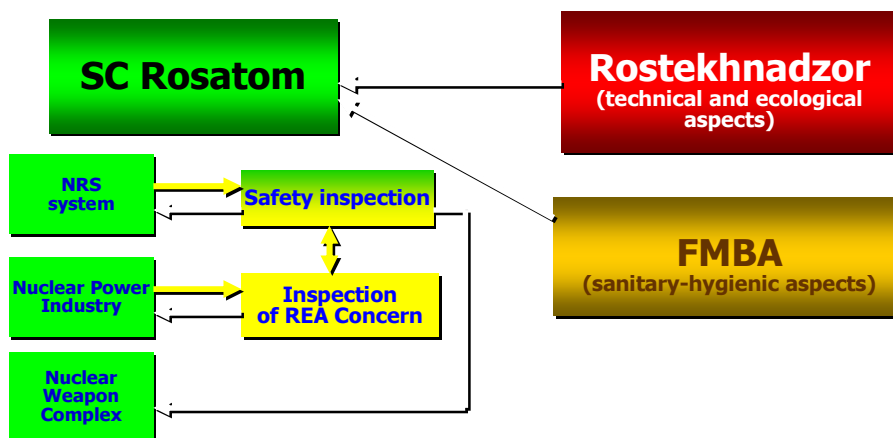 SC Rosatom
Rostekhnadzor
(technical and ecological
aspects)
NRS
system
Safety inspection
FMBA
(sanitary-hygienic aspects)
Nuclear Power
Industry
Inspection
of REA Concern
Nuclear
Weapon
Complex